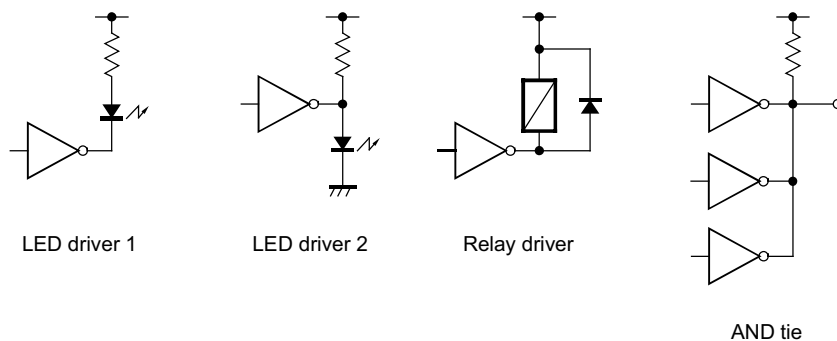 LED driver 1
LED driver 2
Relay driver
AND tie